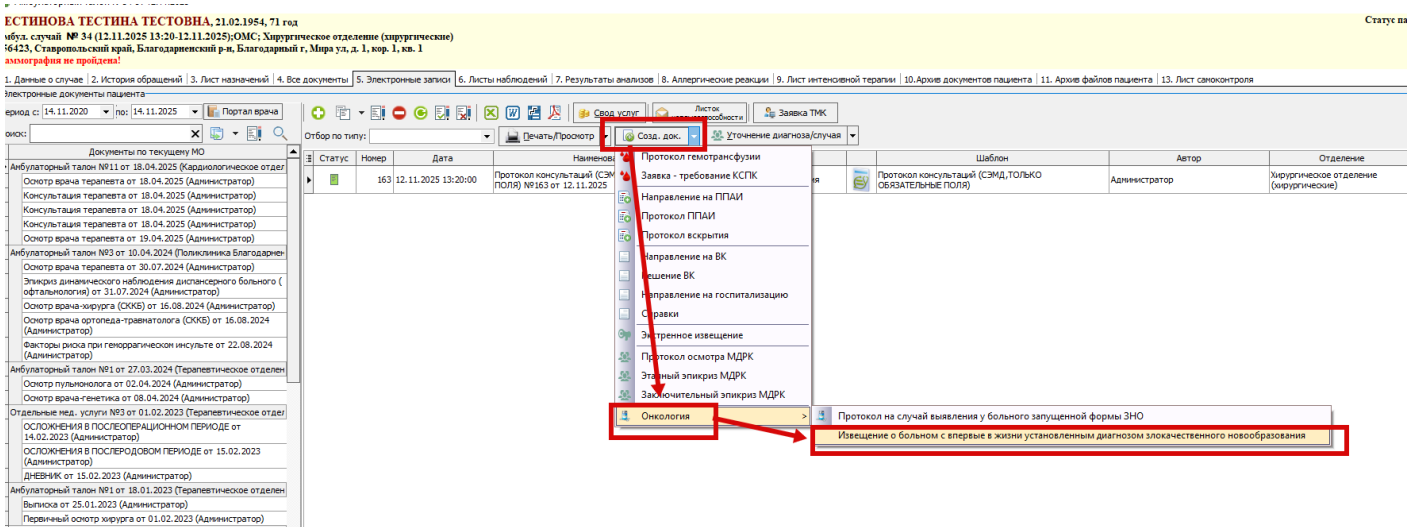 ЕСТИНОВА ТЕСТИНА ТЕСТОВНА, 21.02.1954, 71 год
Статус па
мбул. случай № 34 (12.11.2025 13:20-12.11.2025);ОМС; Хирургическое отделение (хирургические)
56423, Ставропольский край, Благодарненский р-н, Благодарный г, Мира ул, д. 1, кор. 1, кв. 1
аммография не пройдена!
1. Данные о случае 2. История обращений 3. Лист назначений 4. Все документы 5. Электронные записи 6. Листы наблюдений 7. Результаты анализов 8. Аллергические реакции 9. Лист интенсивной терапии 10.Архив документов пациента 11. Архив файлов пациента 13. Лист самоконтроля
Электронные документы пациента
ериод с: 14.11.2020 по: 14.11.2025 Портал врача
Свод услуг
Листок
Заявка ТМК
оиск:
Отбор по типу:
Печать/Просмотр
Созд. док.
Уточнение диагноза/случая
Документы по текущему МО
Амбулаторный талон №11 от 18.04.2025 (Кардиологическое отдел
Осмотр врача терапевта от 18.04.2025 (Администратор)
Консультация терапевта от 18.04.2025 (Администратор)
Консультация терапевта от 18.04.2025 (Администратор)
Консультация терапевта от 18.04.2025 (Администратор)
Осмотр врача терапевта от 19.04.2025 (Администратор)
Амбулаторный талон №3 от 10.04.2024 (Поликлиника Благодарнен
Осмотр врача терапевта от 30.07.2024 (Администратор)
Эпикриз динамического наблюдения диспансерного больного (
офтальмология) от 31.07.2024 (Администратор)
Осмотр врача-хирурга (СККБ) от 16.08.2024 (Администратор)
Осмотр врача ортопеда-травматолога (СККБ) от 16.08.2024
(Администратор)
Факторы риска при геморрагическом инсульте от 22.08.2024
(Администратор)
Амбулаторный талон №1 от 27.03.2024 (Терапевтическое отделен
Осмотр пульмонолога от 02.04.2024 (Администратор)
Осмотр врача-генетика от 08.04.2024 (Администратор)
Отдельные мед. услуги №3 от 01.02.2023 (Терапевтическое отдел
ОСЛОЖНЕНИЯ В ПОСЛЕОПЕРАЦИОННОМ ПЕРИОДЕ от
14.02.2023 (Администратор)
ОСЛОЖНЕНИЯ В ПОСЛЕРОДОВОМ ПЕРИОДЕ от 15.02.2023
(Администратор)
ДНЕВНИК от 15.02.2023 (Администратор)
Амбулаторный талон №1 от 18.01.2023 (Терапевтическое отделен
Выписка от 25.01.2023 (Администратор)
Первичный осмотр хирурга от 01.02.2023 (Администратор)
Статус Номер Дата Наименова Шаблон Автор Отделение
163 12.11.2025 13:20:00
Протокол консультаций (СЭМ
ПОЛЯ) №163 от 12.11.2025
ия
Протокол консультаций (СЭМД,ТОЛЬКО
ОБЯЗАТЕЛЬНЫЕ ПОЛЯ)
Администратор
Хирургическое отделение
(хирургические)
Протокол гемотрансфузии
Заявка - требование КСПК
Направление на ППАИ
Протокол ППАИ
Протокол вскрытия
Направление на ВК
Решение ВК
Направление на госпитализацию
Справки
Экстренное извещение
Протокол осмотра МДРК
Этапный эпикриз МДРК
Заключительный эпикриз МДРК
Онкология >
Протокол на случай выявления у больного запущенной формы ЗНО
Извещение о больном с впервые в жизни установленным диагнозом злокачественного новообразования